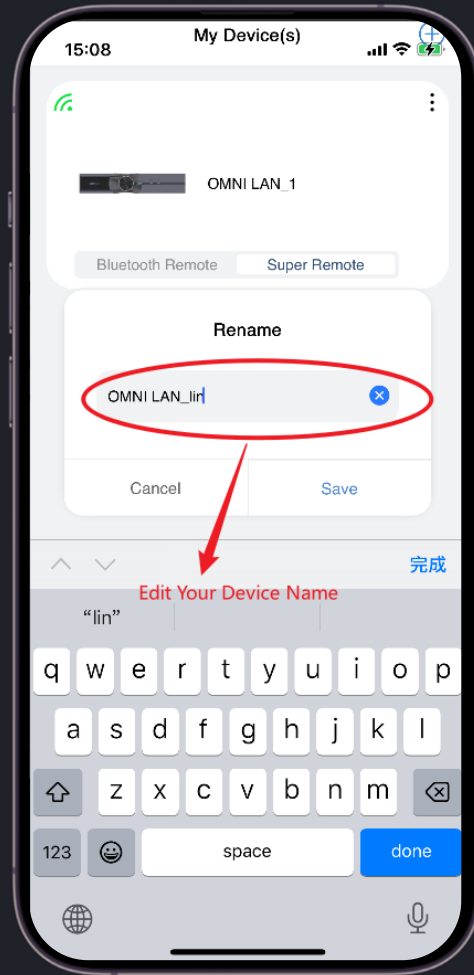 My Device(s)
15:08
OMNI LAN_1
Bluetooth Remote Super Remote
Rename
OMNI LAN_lin
Cancel Save
完成
Edit Your Device Name
“lin”
q w e r t y u i o p
a s d f g h j k l
z x c v b n m
123 space done